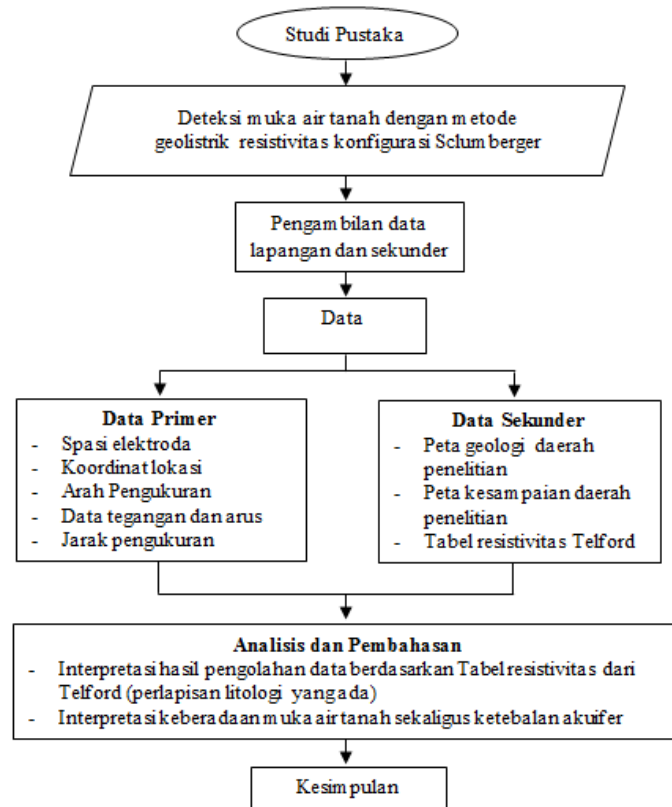 Studi Pustaka
Deteksi muka air tanah dengan metode
geolistrik resistivitas konfigurasi Sclumberger
Pengambilan data
lapangan dan sekunder
Data
Data Primer
- Spasi elektroda
- Koordinat lokasi
- Arah Pengukuran
- Data tegangan dan arus
- Jarak pengukuran
Data Sekunder
- Peta geologi daerah
penelitian
- Peta kesampaian daerah
penelitian
- Tabel resistivitas Telford
Analisis dan Pembahasan
- Interpretasi hasil pengolahan data berdasarkan Tabel resistivitas dari
Telford (perlapisan litologi yang ada)
- Interpretasi keberadaan muka air tanah sekaligus ketebalan akuifer
Kesimpulan